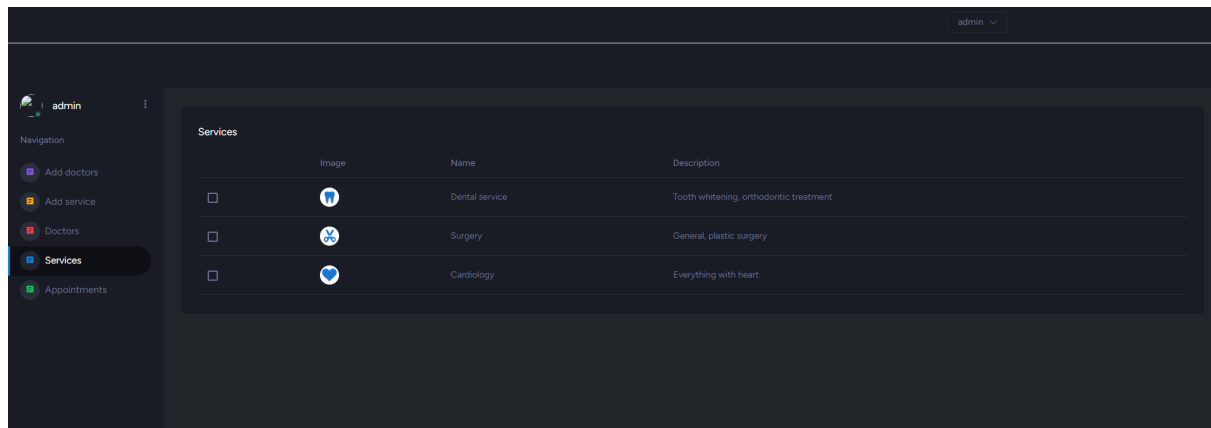 admin
admin
Navigation
Add doctors
Add service
Doctors
Services
Appointments
Services
Image Name Description
Dental service Tooth whitening, orthodontic treatment
Surgery General, plastic surgery
Cardiology Everything with heart